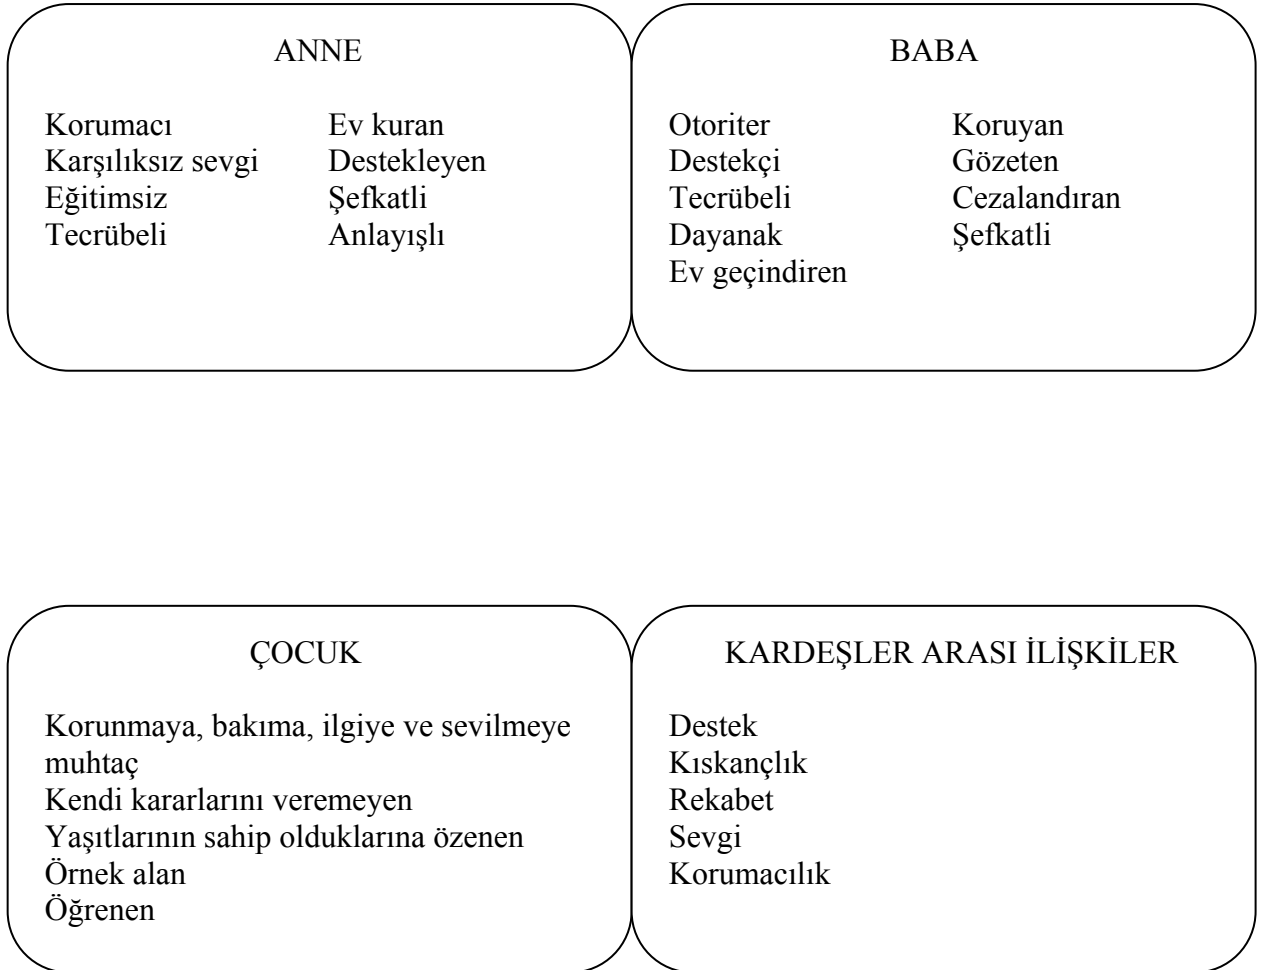 ANNE
Korumacı
Karşılıksız sevgi
Eğitimsiz
Tecrübeli
Ev kuran
Destekleyen
Şefkatli
Anlayışlı
BABA
Otoriter
Destekçi
Tecrübeli
Dayanak
Ev geçindiren
Koruyan
Gözeten
Cezalandıran
Şefkatli
ÇOCUK
Korunmaya, bakıma, ilgiye ve sevilmeye
muhtaç
Kendi kararlarını veremeyen
Yaşıtlarının sahip olduklarına özenen
Örnek alan
Öğrenen
KARDEŞLER ARASI İLİŞKİLER
Destek
Kıskançlık
Rekabet
Sevgi
Korumacılık